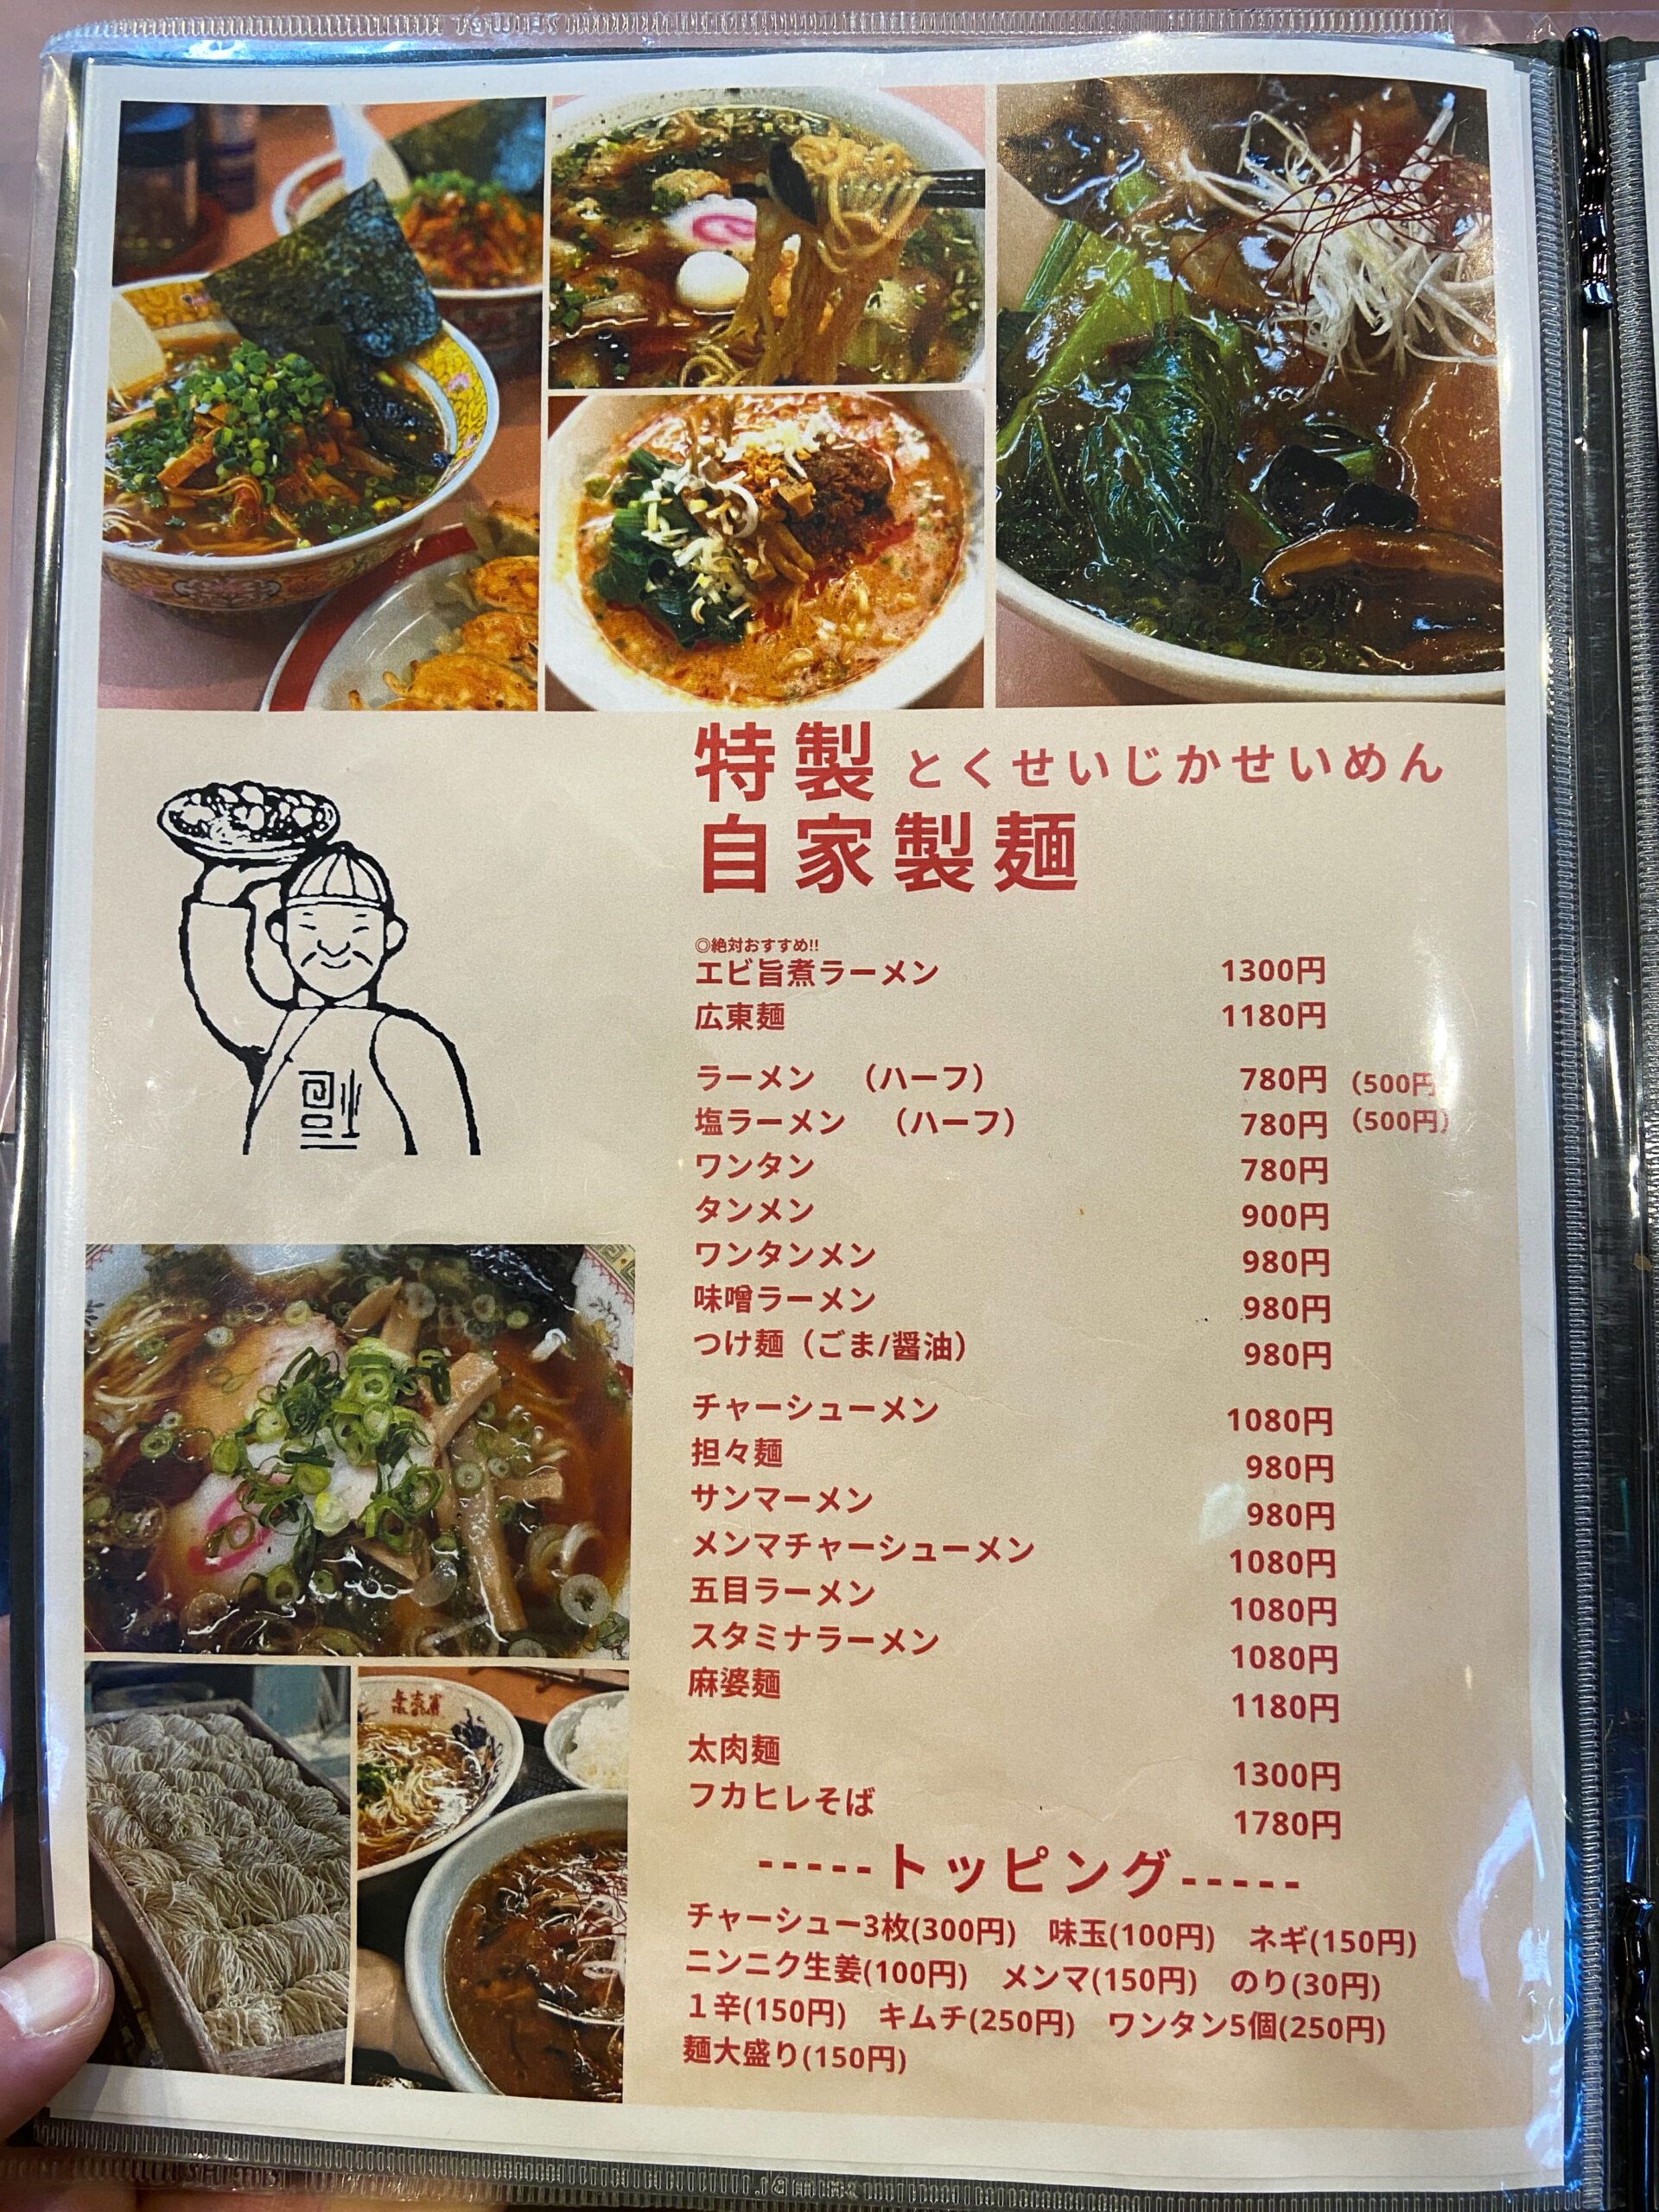 特製 とくせいじかせいめん
自家製麺
◎絶対おすすめ!!
エビ旨煮ラーメン 1300円
広東麺 1180円
ラーメン （ハーフ） 780円 （500円
塩ラーメン （ハーフ） 780円 （500円）
ワンタン 780円
タンメン 900円
ワンタンメン 980円
味噌ラーメン 980円
つけ麺（ごま/醤油） 980円
チャーシューメン 1080円
担々麺 980円
サンマーメン 980円
メンマチャーシューメン 1080円
五目ラーメン 1080円
スタミナラーメン 1080円
麻婆麺 1180円
太肉麺 1300円
フカヒレそば 1780円
-----トッピング-----
チャーシュー3枚(300円) 味玉(100円) ネギ(150円)
ニンニク生姜(100円) メンマ(150円) のり(30円)
１辛(150円) キムチ(250円) ワンタン5個(250円)
麺大盛り(150円)